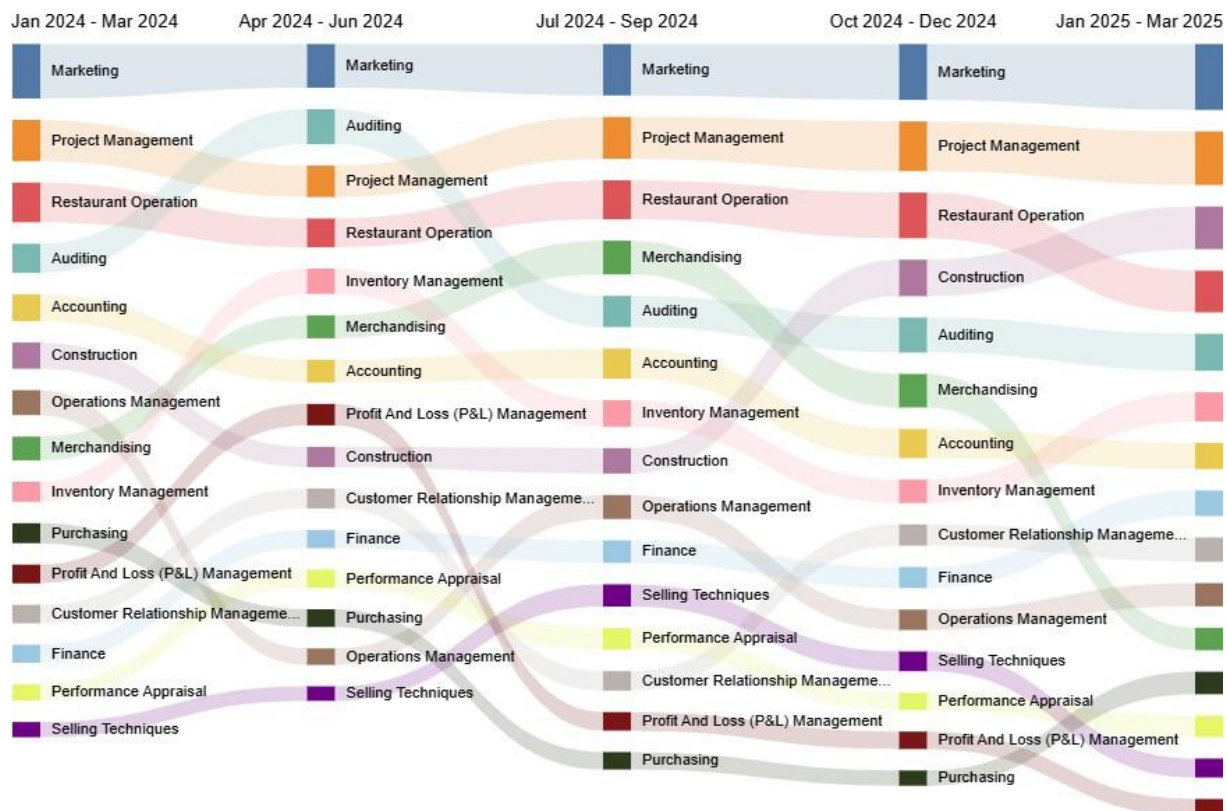 Jan 2024 - Mar 2024
Apr 2024 - Jun 2024
Jul 2024 - Sep 2024
Oct 2024 - Dec 2024
Jan 2025 - Mar 2025
Marketing
Project Management
Restaurant Operation
Auditing
Accounting
Construction
Operations Management
Merchandising
Inventory Management
Purchasing
Profit And Loss (P&L) Management
Customer Relationship Manageme...
Finance
Performance Appraisal
Selling Techniques
Marketing
Auditing
Project Management
Restaurant Operation
Inventory Management
Merchandising
Accounting
Profit And Loss (P&L) Management
Construction
Customer Relationship Manageme...
Finance
Performance Appraisal
Purchasing
Operations Management
Selling Techniques
Marketing
Project Management
Restaurant Operation
Merchandising
Auditing
Accounting
Inventory Management
Construction
Operations Management
Finance
Selling Techniques
Performance Appraisal
Customer Relationship Manageme...
Profit And Loss (P&L) Management
Purchasing
Marketing
Project Management
Restaurant Operation
Construction
Auditing
Merchandising
Accounting
Inventory Management
Customer Relationship Manageme...
Finance
Operations Management
Selling Techniques
Performance Appraisal
Profit And Loss (P&L) Management
Purchasing